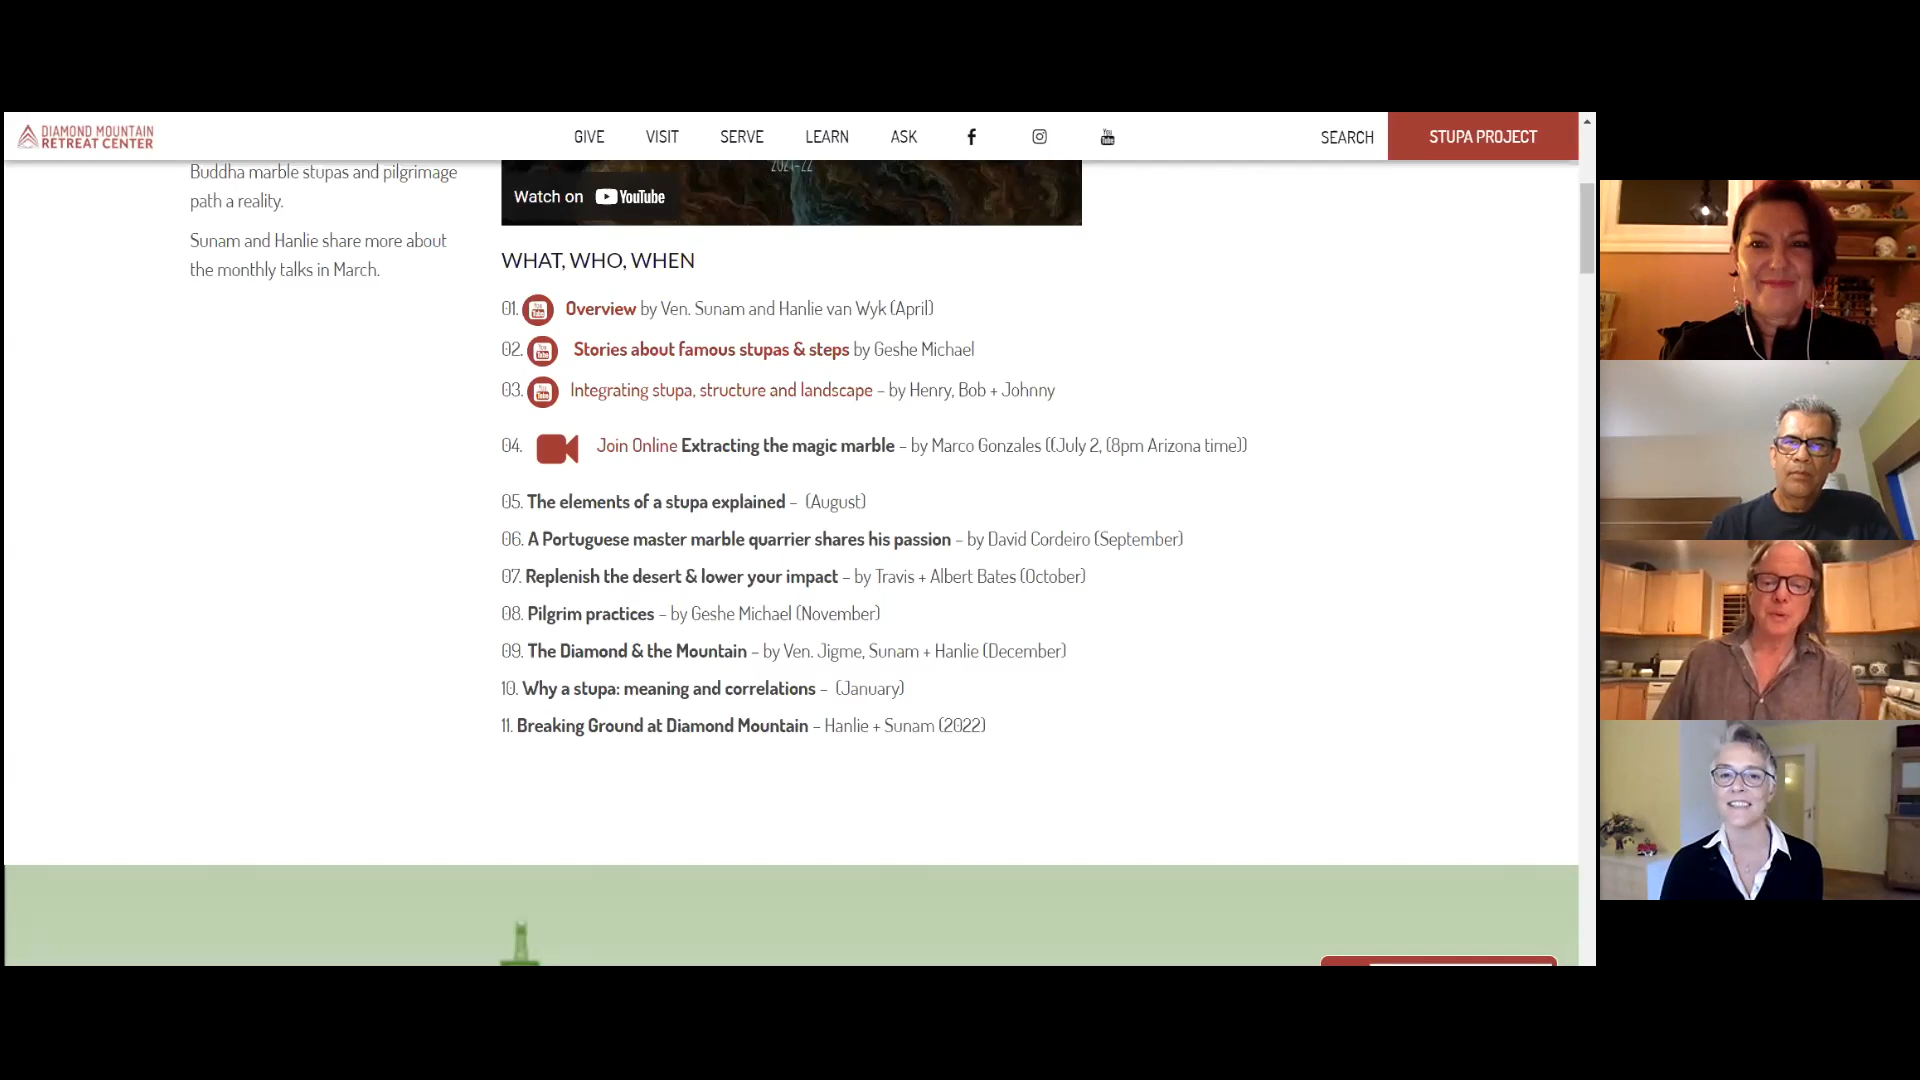 DIAMOND MOUNTAIN
RETREAT CENTER
GIVE VISIT SERVE LEARN ASK
SEARCH STUPA PROJECT
Buddha marble stupas and pilgrimage
path a reality.
Sunam and Hanlie share more about
the monthly talks in March.
2021-22
Watch on YouTube
WHAT, WHO, WHEN
01. Overview by Ven. Sunam and Hanlie van Wyk (April)
02. Stories about famous stupas & steps by Geshe Michael
03. Integrating stupa, structure and landscape – by Henry, Bob + Johnny
04. Join Online Extracting the magic marble – by Marco Gonzales ((July 2, (8pm Arizona time))
05. The elements of a stupa explained – (August)
06. A Portuguese master marble quarrier shares his passion – by David Cordeiro (September)
07. Replenish the desert & lower your impact – by Travis + Albert Bates (October)
08. Pilgrim practices – by Geshe Michael (November)
09. The Diamond & the Mountain – by Ven. Jigme, Sunam + Hanlie (December)
10. Why a stupa: meaning and correlations – (January)
11. Breaking Ground at Diamond Mountain – Hanlie + Sunam (2022)